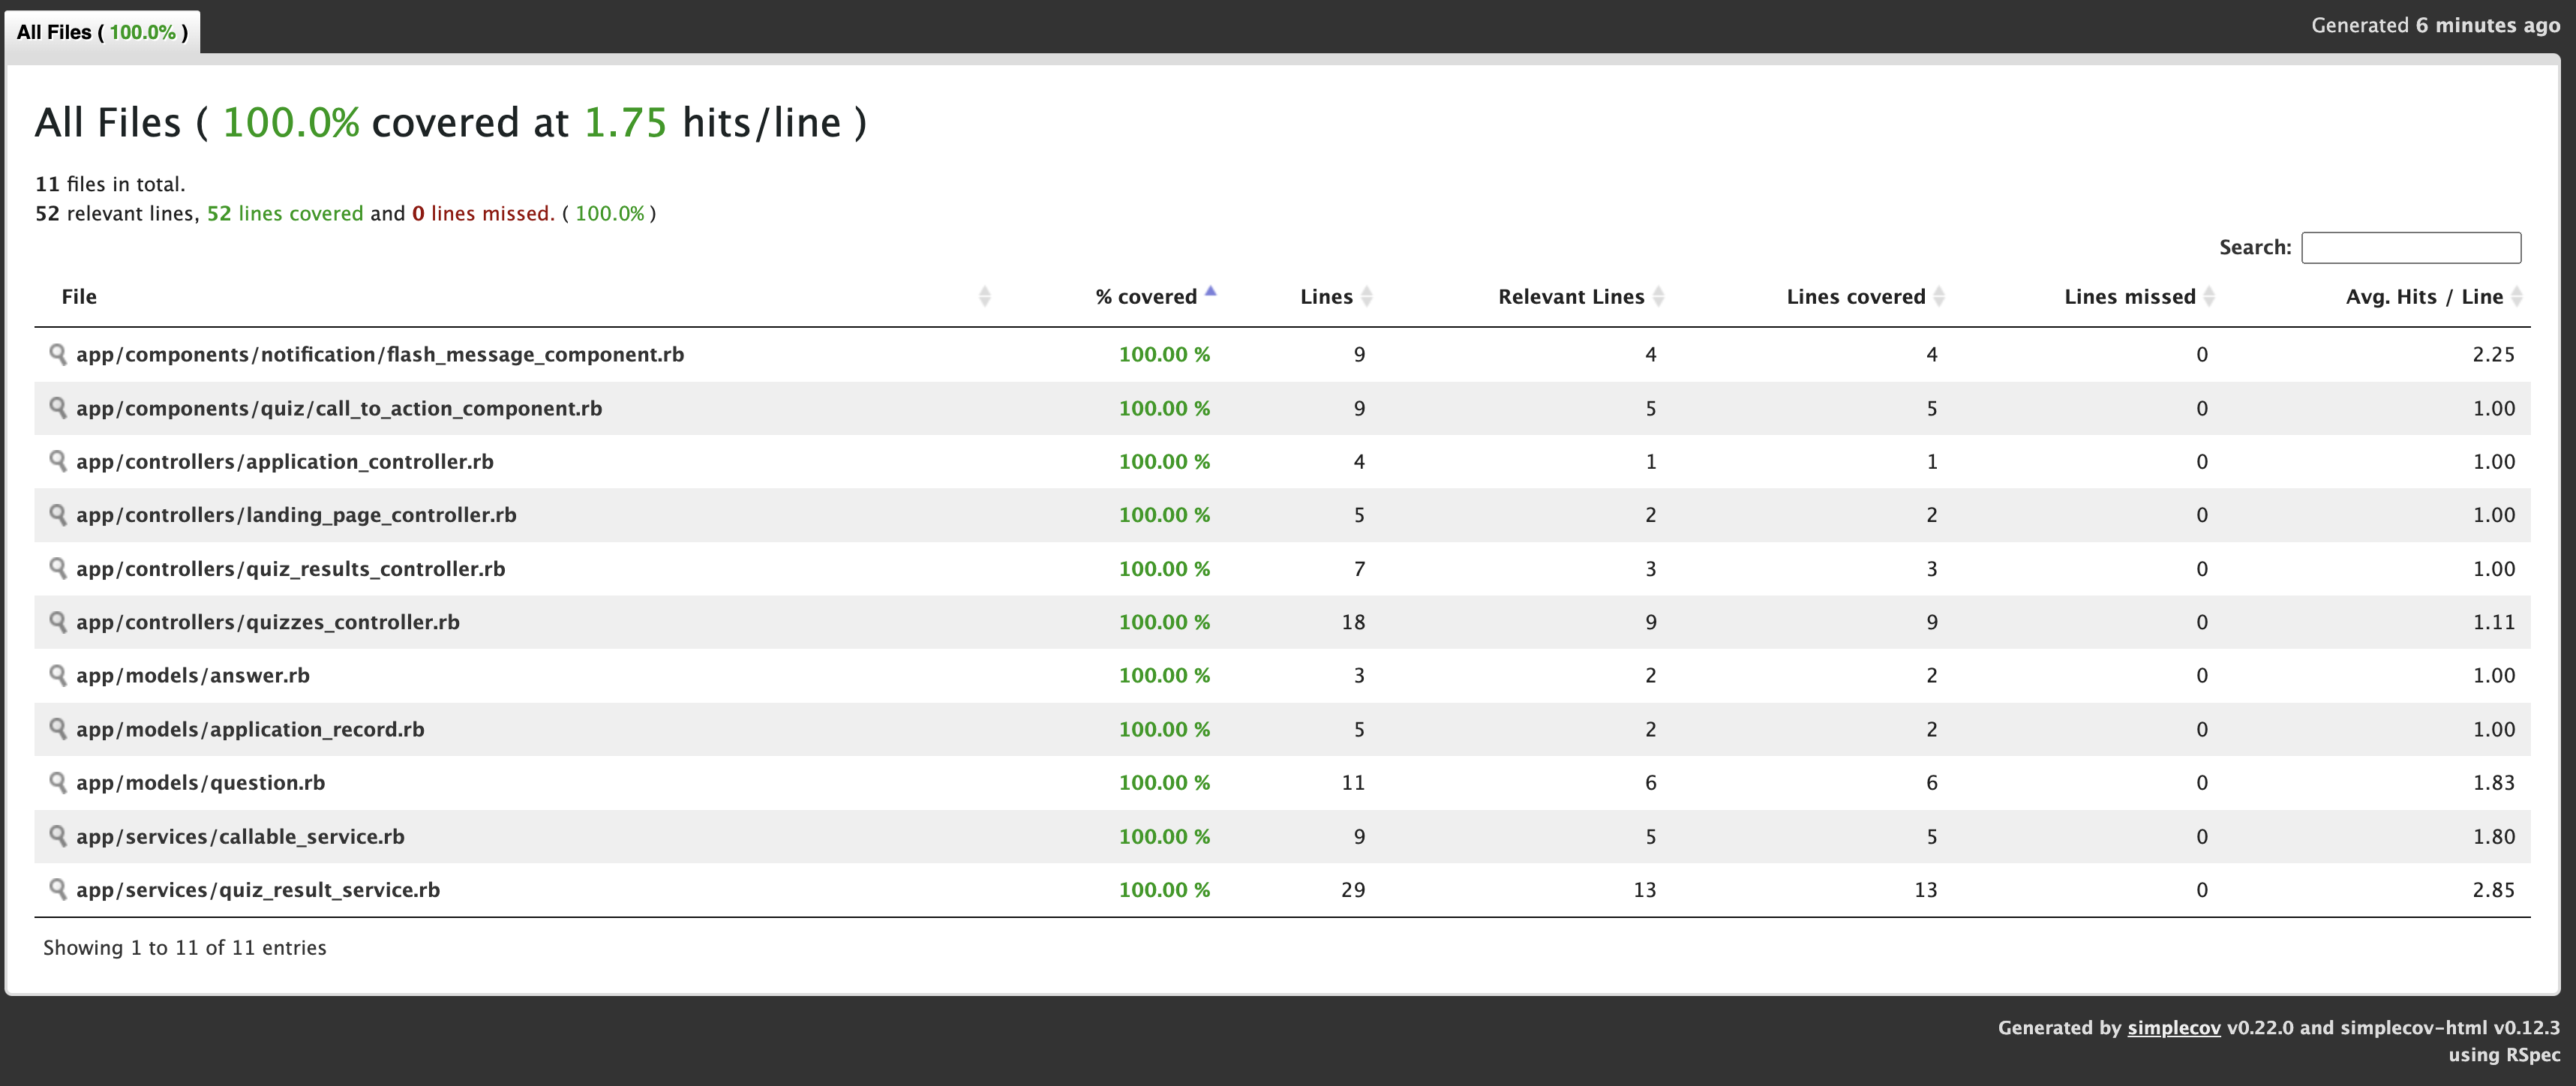 All Files ( 100.0% )
Generated 6 minutes ago
All Files ( 100.0% covered at 1.75 hits/line )
11 files in total.
52 relevant lines, 52 lines covered and 0 lines missed. ( 100.0% )
Search:
File % covered Lines Relevant Lines Lines covered Lines missed Avg. Hits / Line
app/components/notification/flash_message_component.rb 100.00 % 9 4 4 0 2.25
app/components/quiz/call_to_action_component.rb 100.00 % 9 5 5 0 1.00
app/controllers/application_controller.rb 100.00 % 4 1 1 0 1.00
app/controllers/landing_page_controller.rb 100.00 % 5 2 2 0 1.00
app/controllers/quiz_results_controller.rb 100.00 % 7 3 3 0 1.00
app/controllers/quizzes_controller.rb 100.00 % 18 9 9 0 1.11
app/models/answer.rb 100.00 % 3 2 2 0 1.00
app/models/application_record.rb 100.00 % 5 2 2 0 1.00
app/models/question.rb 100.00 % 11 6 6 0 1.83
app/services/callable_service.rb 100.00 % 9 5 5 0 1.80
app/services/quiz_result_service.rb 100.00 % 29 13 13 0 2.85
Showing 1 to 11 of 11 entries
Generated by simplecov v0.22.0 and simplecov-html v0.12.3
using RSpec